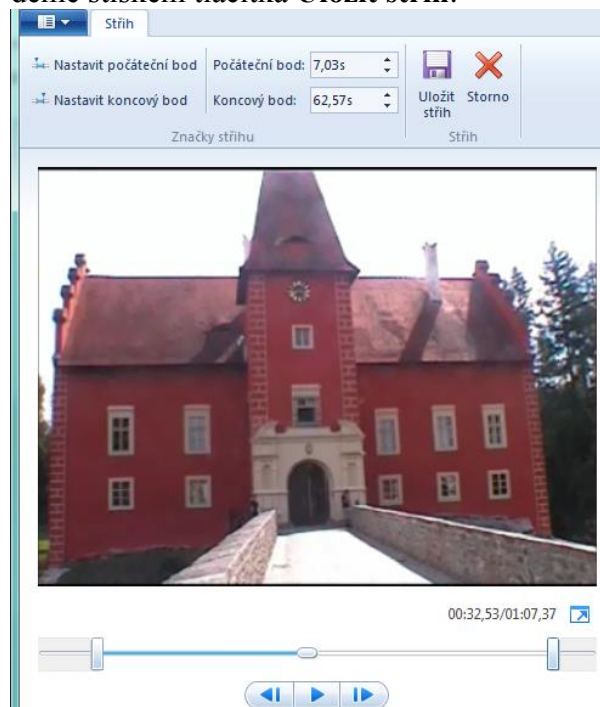 Střih
Nastavit počáteční bod Počáteční bod: 7,03s
Nastavit koncový bod Koncový bod: 62,57s
Uložit střih Storno
Značky střihu Střih
00:32,53/01:07,37